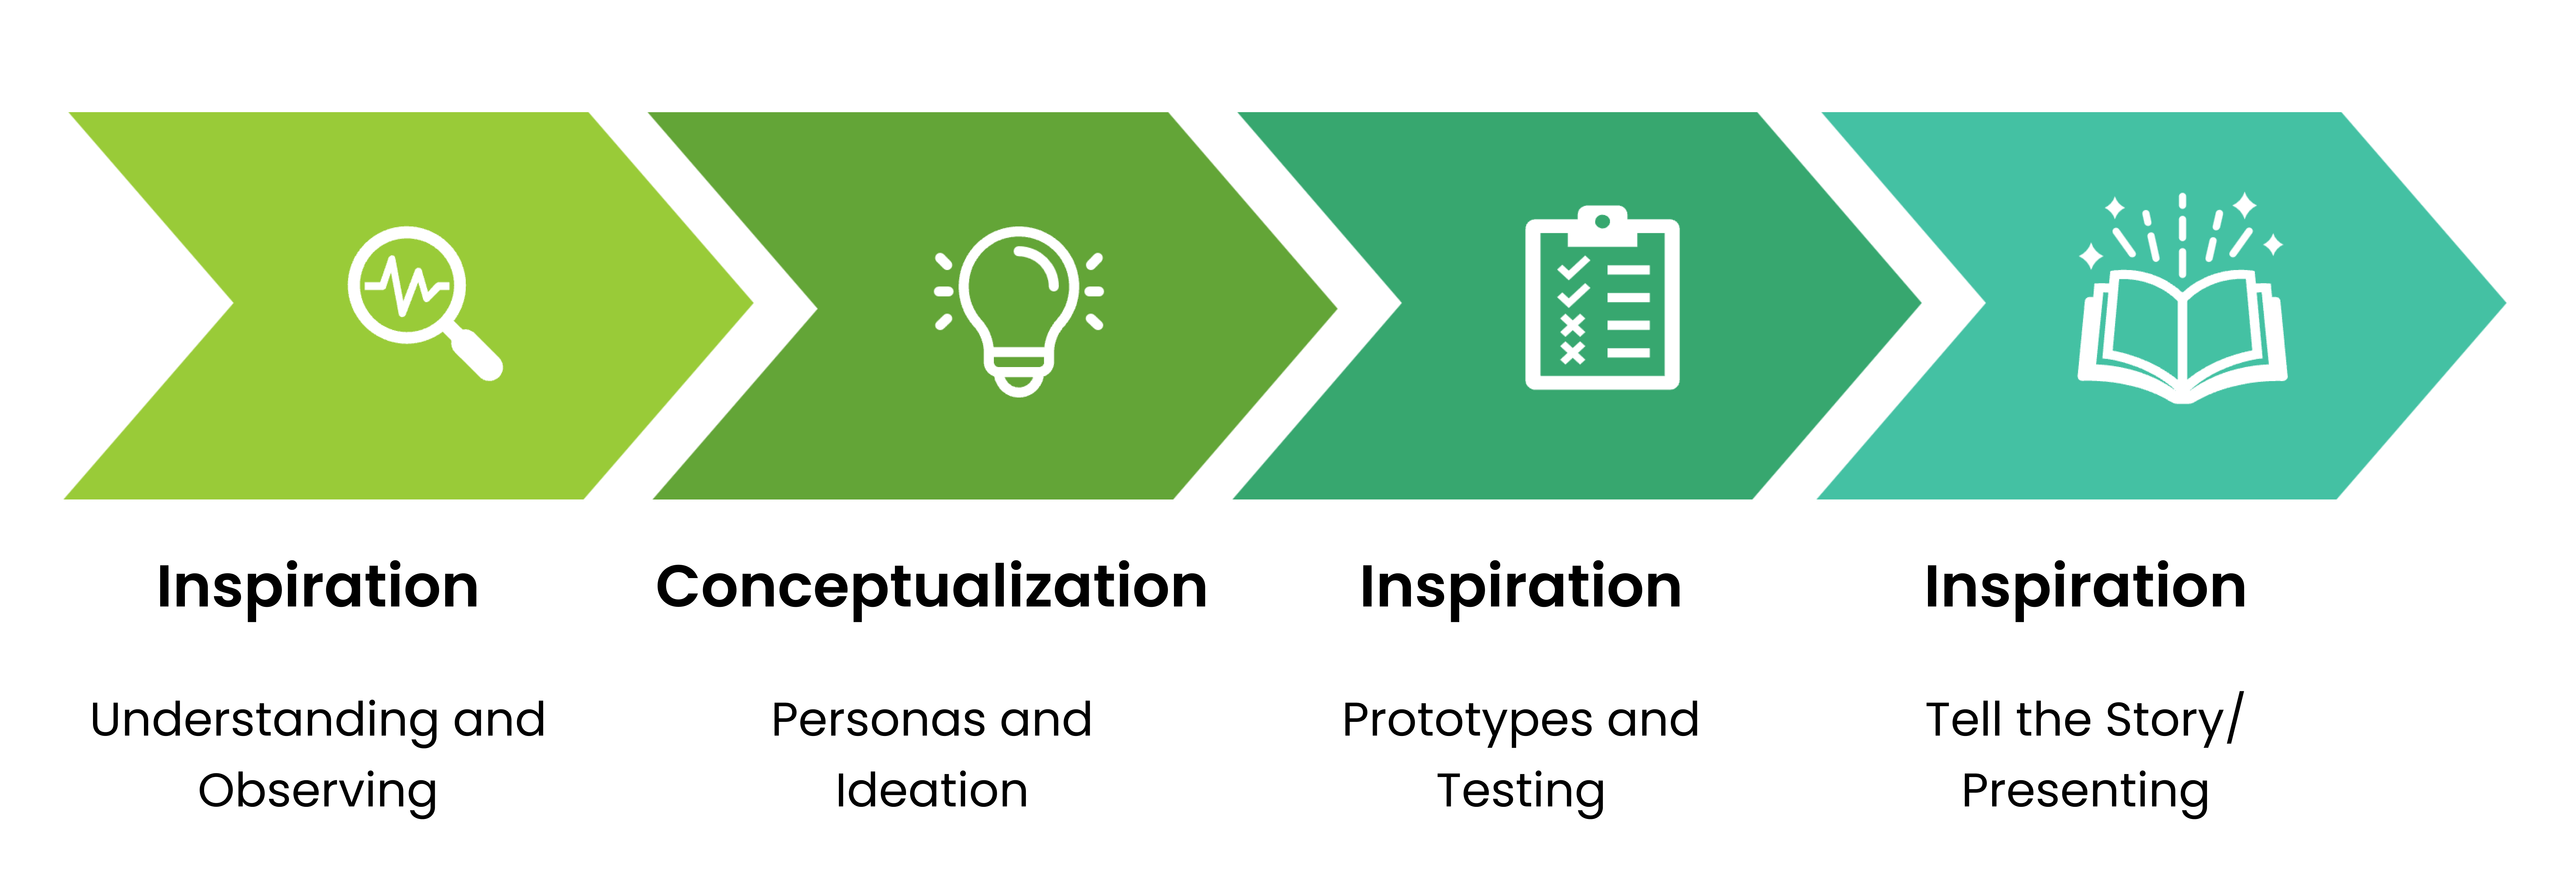 Inspiration
Understanding and
Observing
Conceptualization
Personas and
Ideation
Inspiration
Prototypes and
Testing
Inspiration
Tell the Story/
Presenting